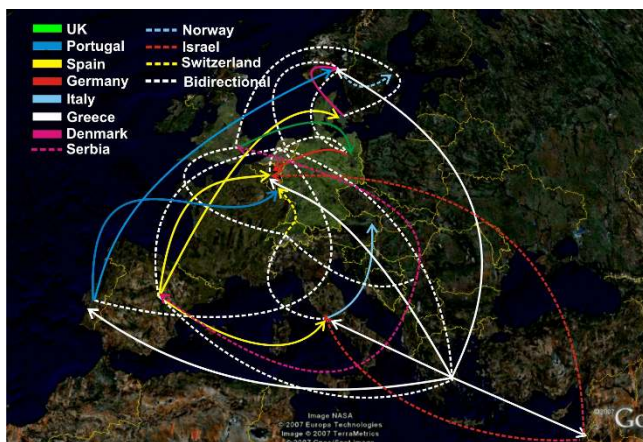 UK
Portugal
Spain
Germany
Italy
Greece
Denmark
Serbia
Norway
Israel
Switzerland
Bidirectional
Image NASA
© 2007 Europa Technologies
Image © 2007 TerraMetrics
©2007